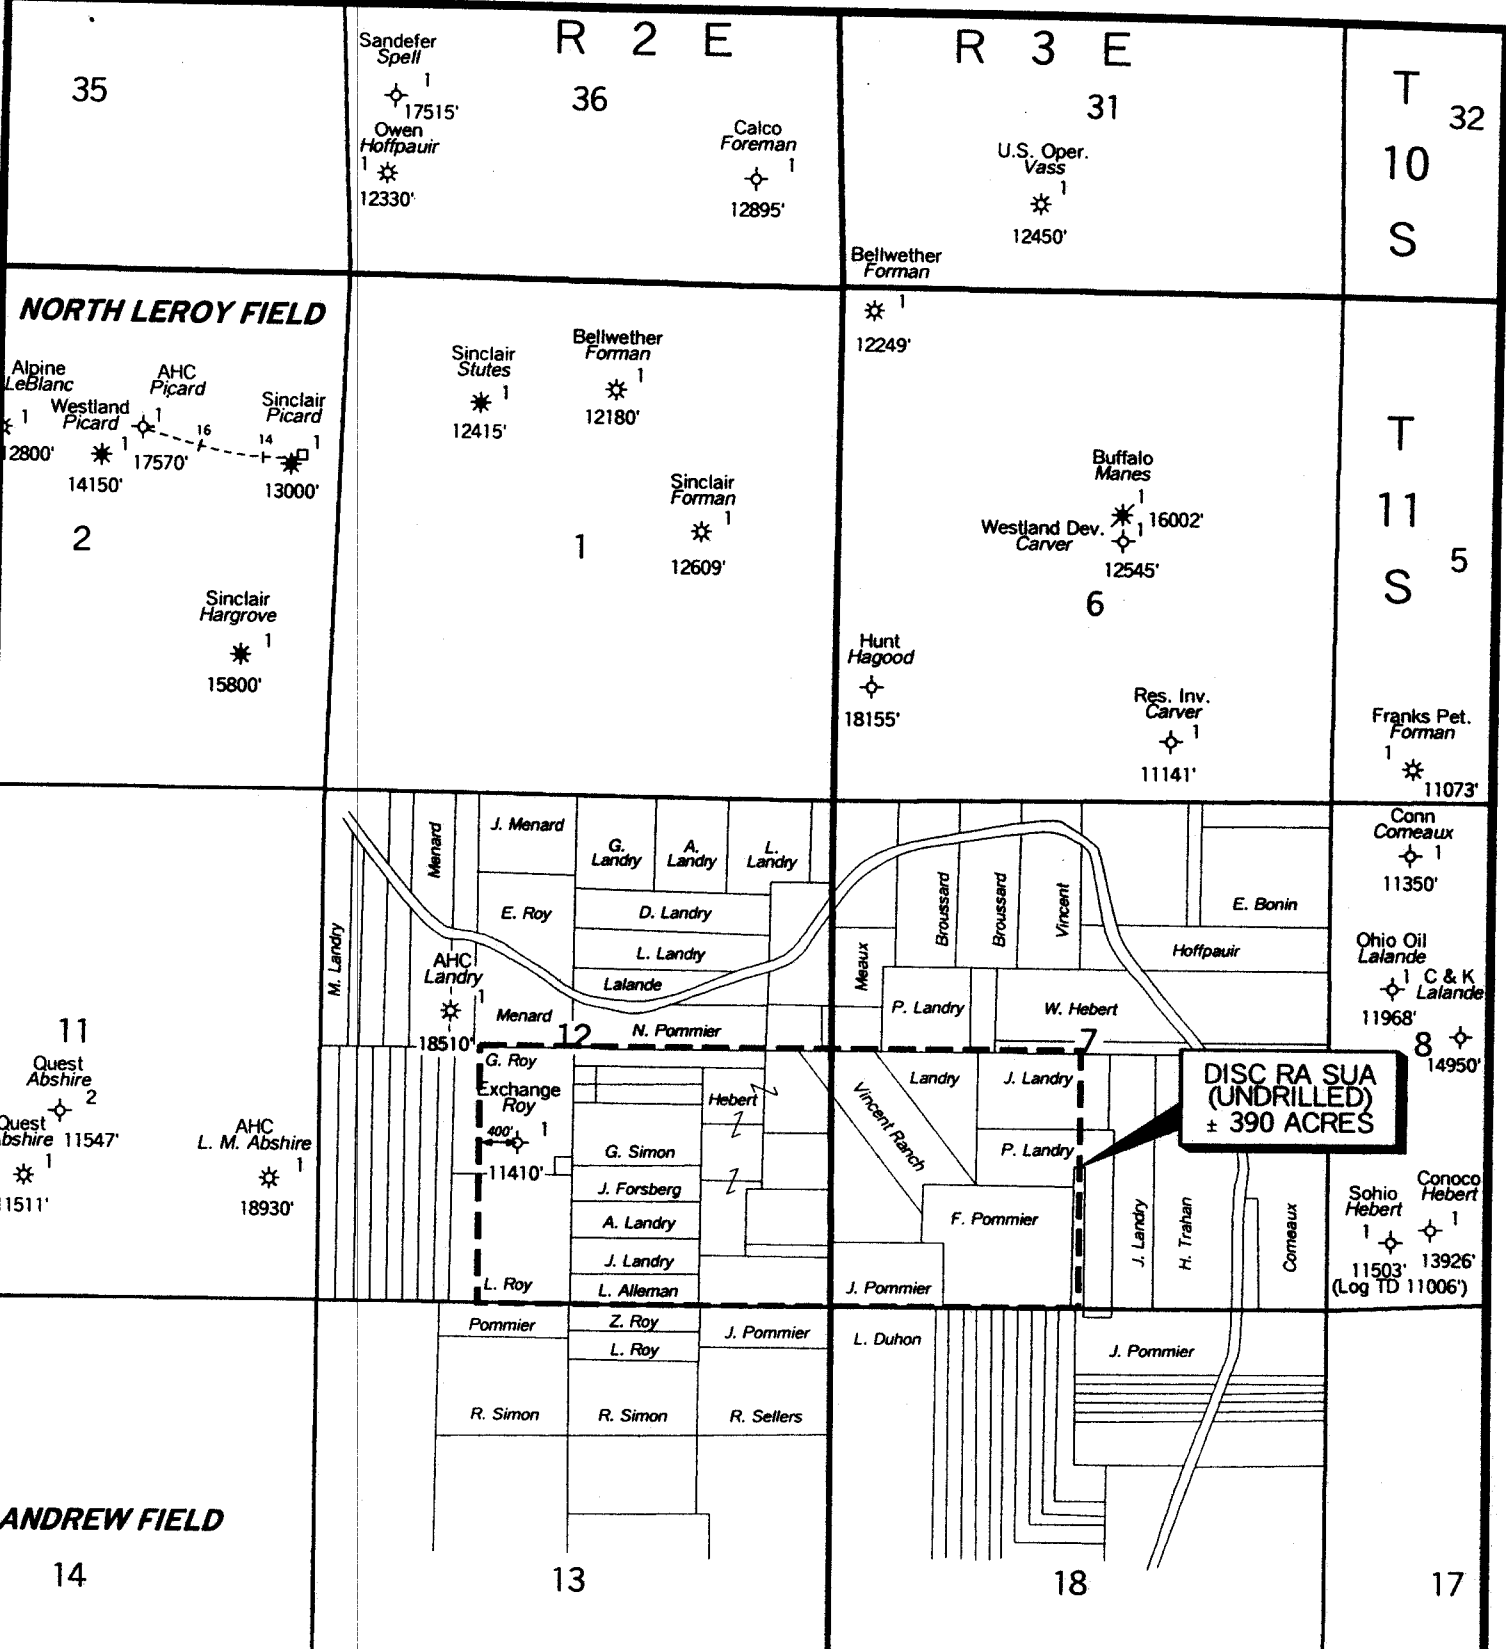 R 2 E
R 3 E
T
10
S
35
36
31
32
Sandefer
Spell
1
17515'
Owen
Hoffpauir
1
12330'
Calco
Foreman
1
12895'
U.S. Oper.
Vass
1
12450'
Bellwether
Forman
1
12249'
NORTH LEROY FIELD
Alpine
LeBlanc
1
12800'
Westland
Picard
1
14150'
AHC
Picard
1
17570'
16
14
Sinclair
Picard
1
13000'
2
Sinclair
Hargrove
1
15800'
Sinclair
Stutes
1
12415'
Bellwether
Forman
1
12180'
Sinclair
Forman
1
12609'
1
Buffalo
Manes
1
16002'
Westland Dev.
Carver
1
12545'
6
Hunt
Hagood
1
18155'
Res. Inv.
Carver
1
11141'
T
11
S
5
Franks Pet.
Forman
1
11073'
Conn
Comeaux
1
11350'
Ohio Oil
Lalande
1
11968'
C & K
Lalande
14950'
8
M. Landry
Menard
J. Menard
G.
Landry
A.
Landry
L.
Landry
E. Roy
D. Landry
L. Landry
Lalande
AHC
Landry
1
18510'
Menard
12
N. Pommier
Meaux
Broussard
Broussard
Vincent
E. Bonin
Hoffpauir
P. Landry
W. Hebert
7
11
Quest
Abshire
2
11547'
Quest
Abshire
1
11511'
AHC
L. M. Abshire
1
18930'
G. Roy
Exchange
Roy
1
400'
11410'
Hebert
G. Simon
J. Forsberg
A. Landry
J. Landry
L. Alleman
L. Roy
Vincent Ranch
Landry
J. Landry
P. Landry
F. Pommier
J. Pommier
DISC RA SUA
(UNDRILLED)
± 390 ACRES
J. Landry
H. Trahan
Comeaux
Sohio
Hebert
1
11503'
(Log TD 11006')
Conoco
Hebert
1
13926'
Pommier
Z. Roy
L. Roy
J. Pommier
L. Duhon
J. Pommier
R. Simon
R. Simon
R. Sellers
ANDREW FIELD
14
13
18
17